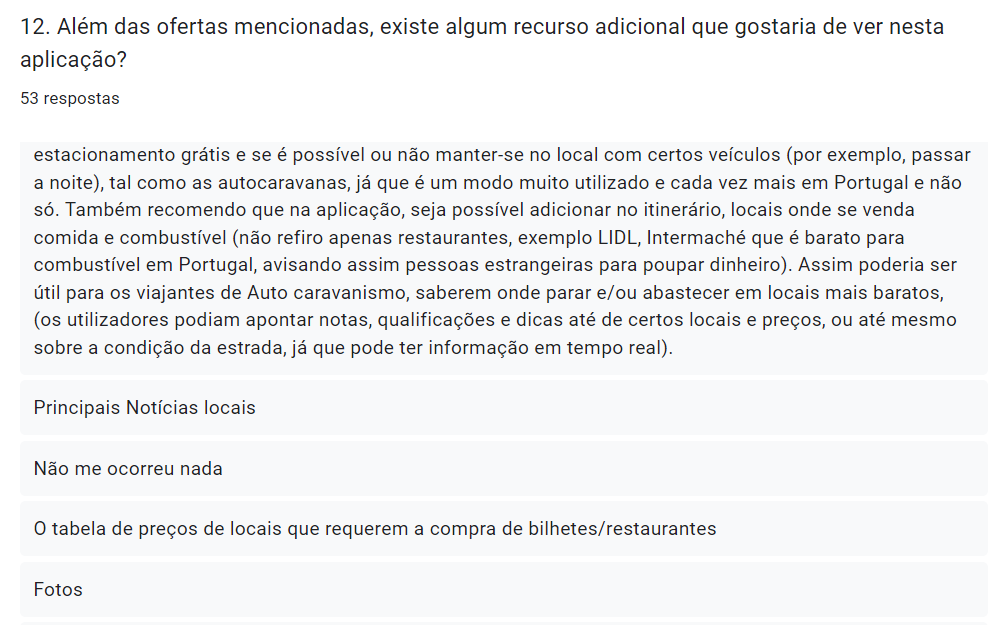 12. Além das ofertas mencionadas, existe algum recurso adicional que gostaria de ver nesta
aplicação?
53 respostas
estacionamento grátis e se é possível ou não manter-se no local com certos veículos (por exemplo, passar
a noite), tal como as autocaravanas, já que é um modo muito utilizado e cada vez mais em Portugal e não
só. Também recomendo que na aplicação, seja possível adicionar no itinerário, locais onde se venda
comida e combustível (não refiro apenas restaurantes, exemplo LIDL, Intermaché que é barato para
combustível em Portugal, avisando assim pessoas estrangeiras para poupar dinheiro). Assim poderia ser
útil para os viajantes de Auto caravanismo, saberem onde parar e/ou abastecer em locais mais baratos,
(os utilizadores podiam apontar notas, qualificações e dicas até de certos locais e preços, ou até mesmo
sobre a condição da estrada, já que pode ter informação em tempo real).
Principais Notícias locais
Não me ocorreu nada
O tabela de preços de locais que requerem a compra de bilhetes/restaurantes
Fotos